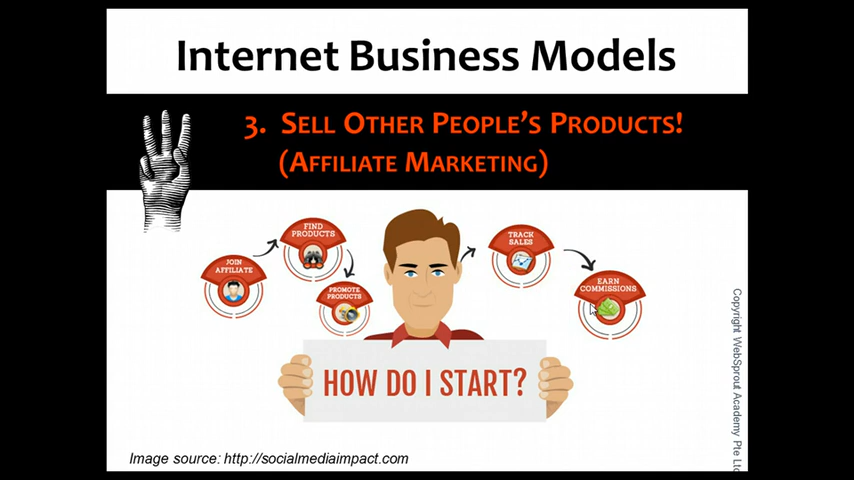 Internet Business Models
3. SELL OTHER PEOPLE'S PRODUCTS!
(AFFILIATE MARKETING)
JOIN
AFFILIATE
FIND
PRODUCTS
PROMOTE
PRODUCTS
TRACK
SALES
EARN
COMMISSIONS
HOW DO I START?
Image source: http://socialmediaimpact.com
Copyright WebSprout Academy Pte Ltd